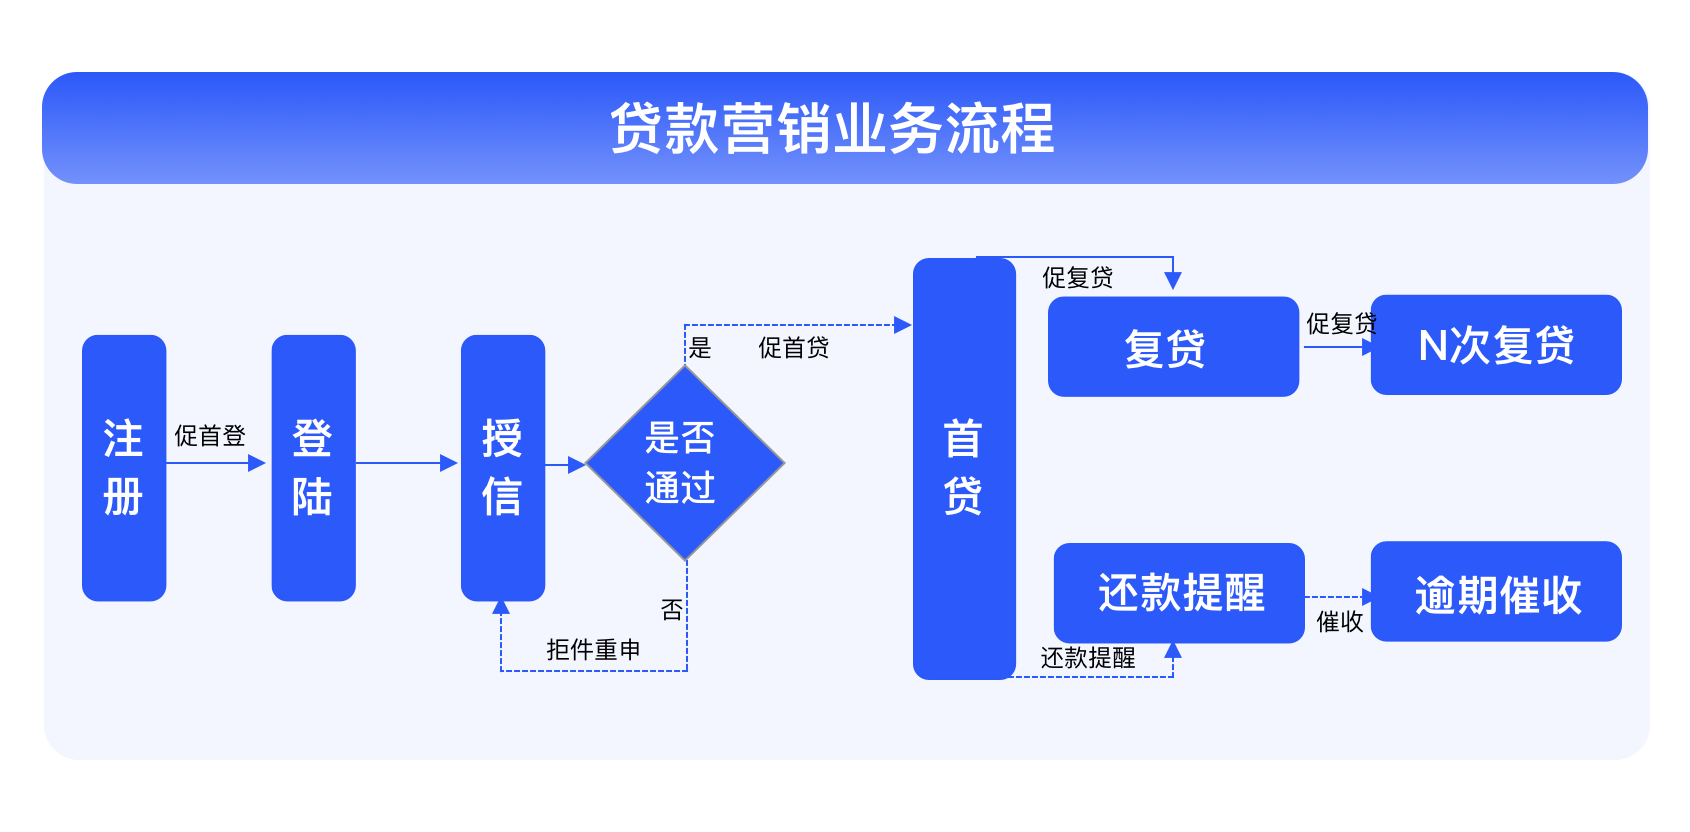 贷款营销业务流程
注
册
促首登
登
陆
授
信
是否
通过
是
促首贷
否
拒件重申
首
贷
促复贷
复贷
促复贷
N次复贷
还款提醒
还款提醒
催收
逾期催收